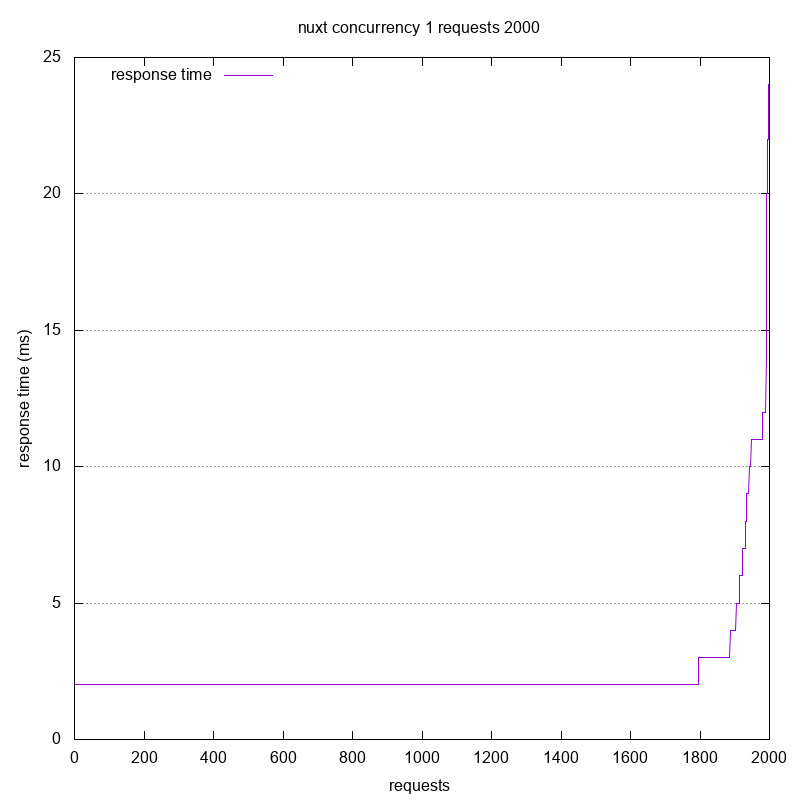 nuxt concurrency 1 requests 2000
response time
25
20
15
10
5
0
response time (ms)
0 200 400 600 800 1000 1200 1400 1600 1800 2000
requests